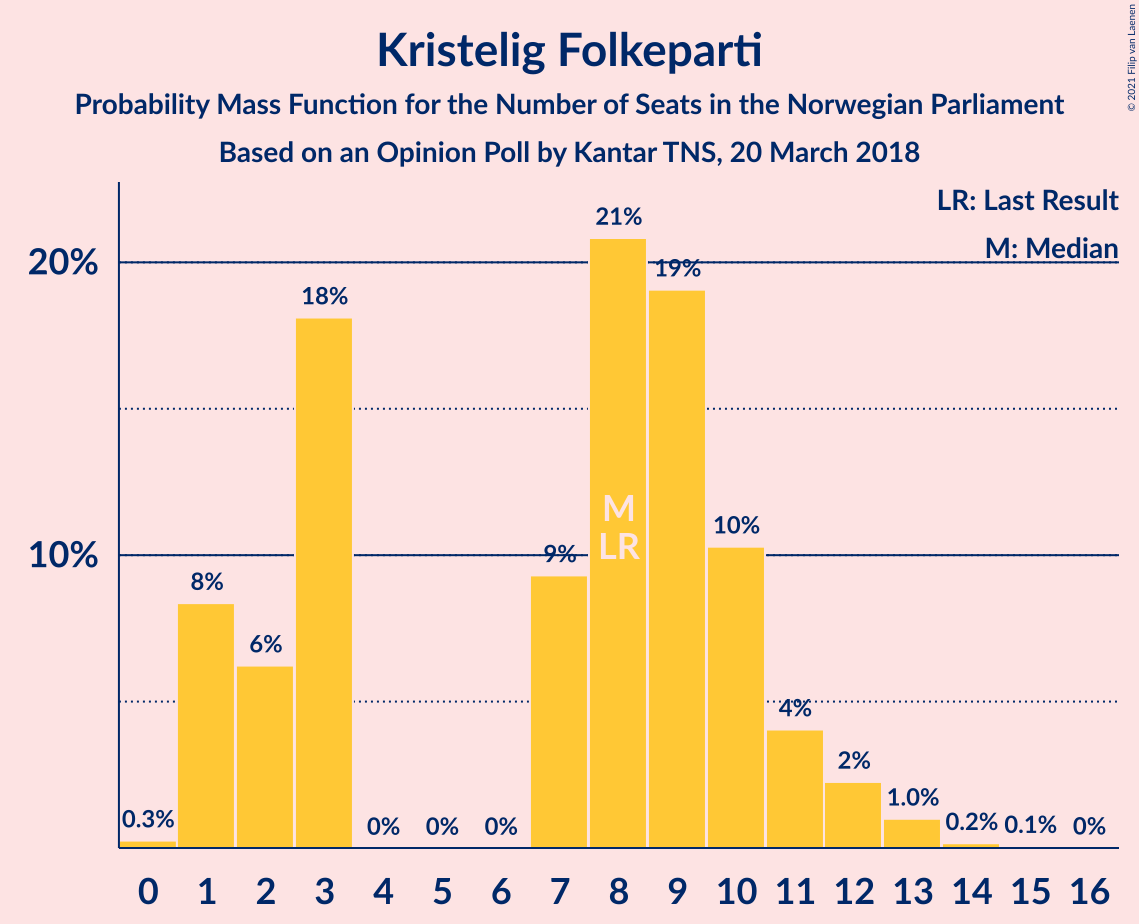 © 2021 Filip van Laenen
Kristelig Folkeparti
Probability Mass Function for the Number of Seats in the Norwegian Parliament
Based on an Opinion Poll by Kantar TNS, 20 March 2018
LR: Last Result
M: Median
20%
10%
0.3%
8%
6%
18%
0%
0%
0%
9%
21%
19%
10%
4%
2%
1.0%
0.2%
0.1%
0%
M
LR
0 1 2 3 4 5 6 7 8 9 10 11 12 13 14 15 16